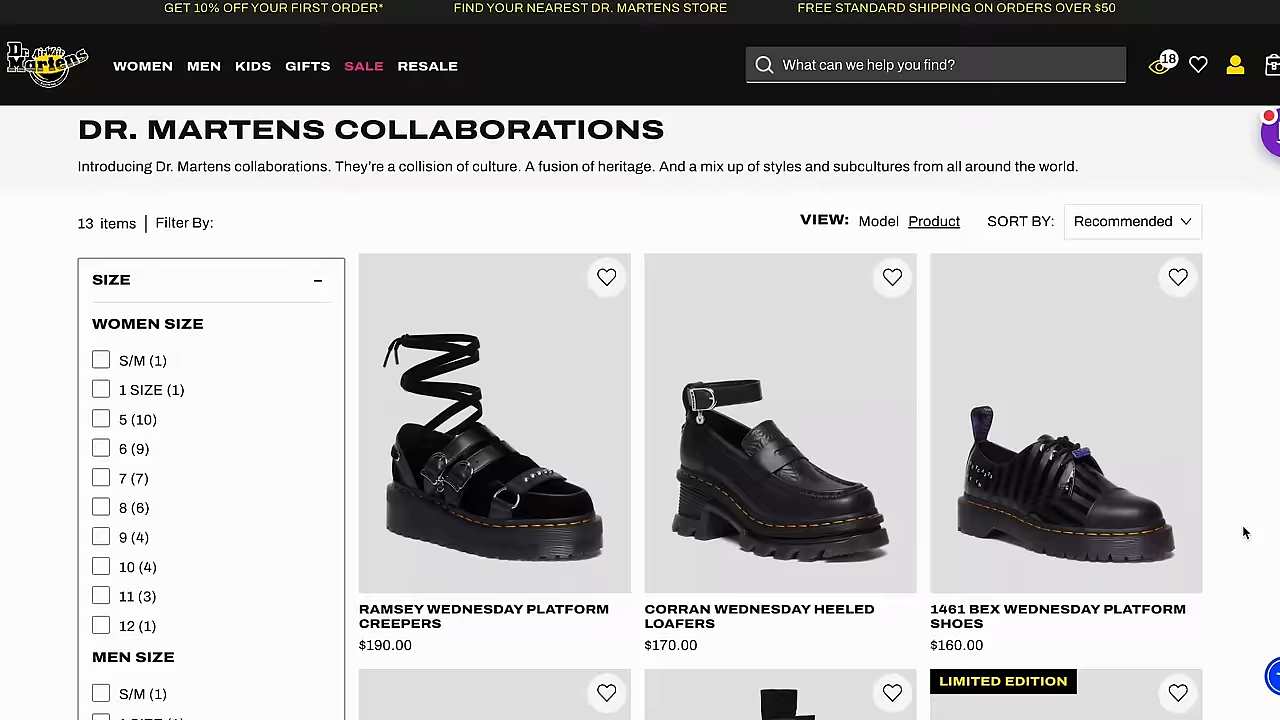 GET 10% OFF YOUR FIRST ORDER*
FIND YOUR NEAREST DR. MARTENS STORE
FREE STANDARD SHIPPING ON ORDERS OVER $50
Dr. Martens
AirWair
WOMEN
MEN
KIDS
GIFTS
SALE
RESALE
What can we help you find?
18
DR. MARTENS COLLABORATIONS
Introducing Dr. Martens collaborations. They're a collision of culture. A fusion of heritage. And a mix up of styles and subcultures from all around the world.
13 items | Filter By:
VIEW: Model Product
SORT BY: Recommended
SIZE
WOMEN SIZE
S/M (1)
1 SIZE (1)
5 (10)
6 (9)
7 (7)
8 (6)
9 (4)
10 (4)
11 (3)
12 (1)
MEN SIZE
S/M (1)
RAMSEY WEDNESDAY PLATFORM
CREEPERS
$190.00
CORRAN WEDNESDAY HEELED
LOAFERS
$170.00
1461 BEX WEDNESDAY PLATFORM
SHOES
$160.00
LIMITED EDITION